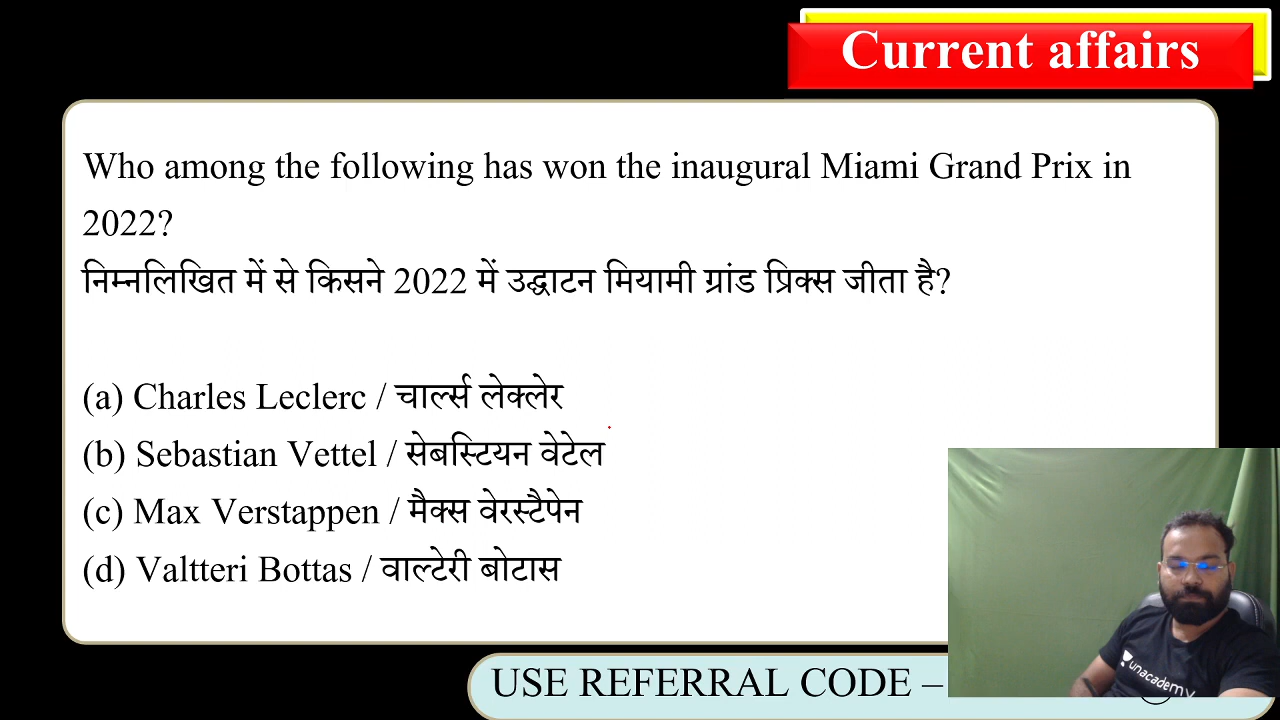 Current affairs
Who among the following has won the inaugural Miami Grand Prix in
2022?
निम्नलिखित में से किसने 2022 में उद्घाटन मियामी ग्रांड प्रिक्स जीता है?
(a) Charles Leclerc / चार्ल्स लेक्लेर
(b) Sebastian Vettel / सेबस्टियन वेटेल
(c) Max Verstappen / मैक्स वेरस्टैपेन
(d) Valtteri Bottas / वाल्टेरी बोटास
unacademy
USE REFERRAL CODE –